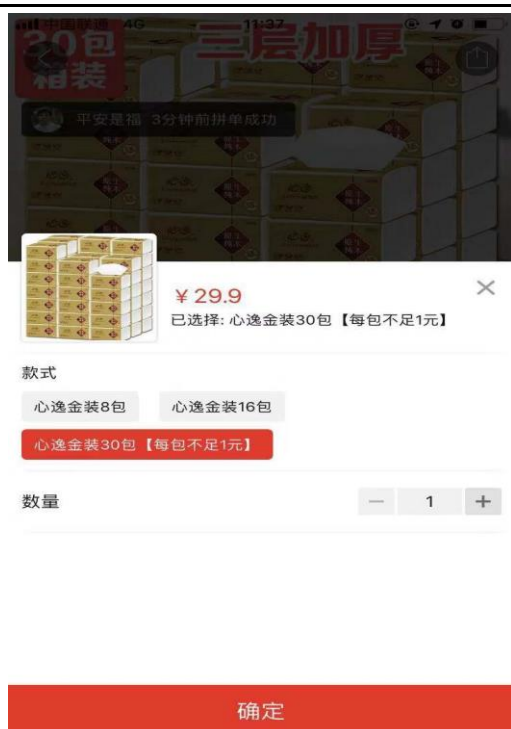 中国联通 4G 11:37
30包
箱装
三层加厚
平安是福 3分钟前拼单成功
¥ 29.9
已选择: 心逸金装30包【每包不足1元】
款式
心逸金装8包
心逸金装16包
心逸金装30包【每包不足1元】
数量
1
确定